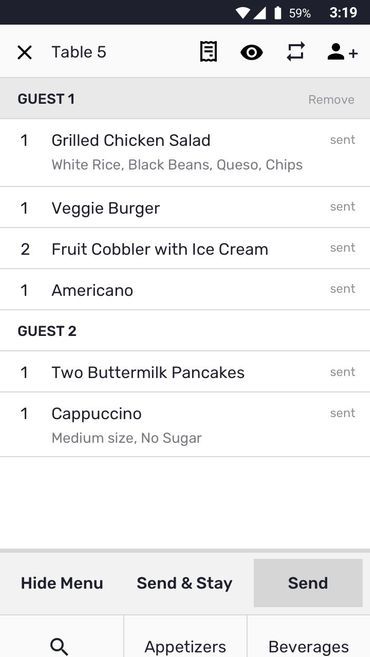 59% 3:19
Table 5
GUEST 1 Remove
1 Grilled Chicken Salad sent
White Rice, Black Beans, Queso, Chips
1 Veggie Burger sent
2 Fruit Cobbler with Ice Cream sent
1 Americano sent
GUEST 2
1 Two Buttermilk Pancakes sent
1 Cappuccino sent
Medium size, No Sugar
Hide Menu Send & Stay Send
Appetizers Beverages